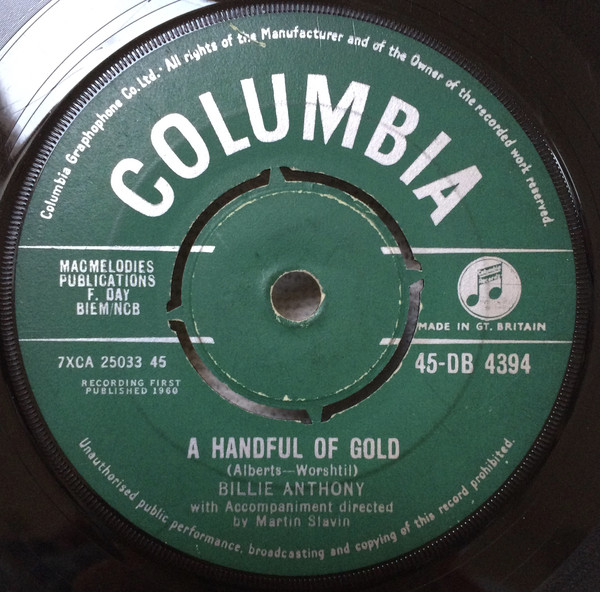 Columbia Graphophone Co. Ltd. · All rights of the Manufacturer and of the Owner of the recorded work reserved.
COLUMBIA
MACMELODIES
PUBLICATIONS
F. DAY
BIEM/NCB
MADE IN GT. BRITAIN
7XCA 25033 45
RECORDING FIRST
PUBLISHED 1960
45-DB 4394
A HANDFUL OF GOLD
(Alberts—Worshtil)
BILLIE ANTHONY
with Accompaniment directed
by Martin Slavin
Unauthorised public performance, broadcasting and copying of this record prohibited.